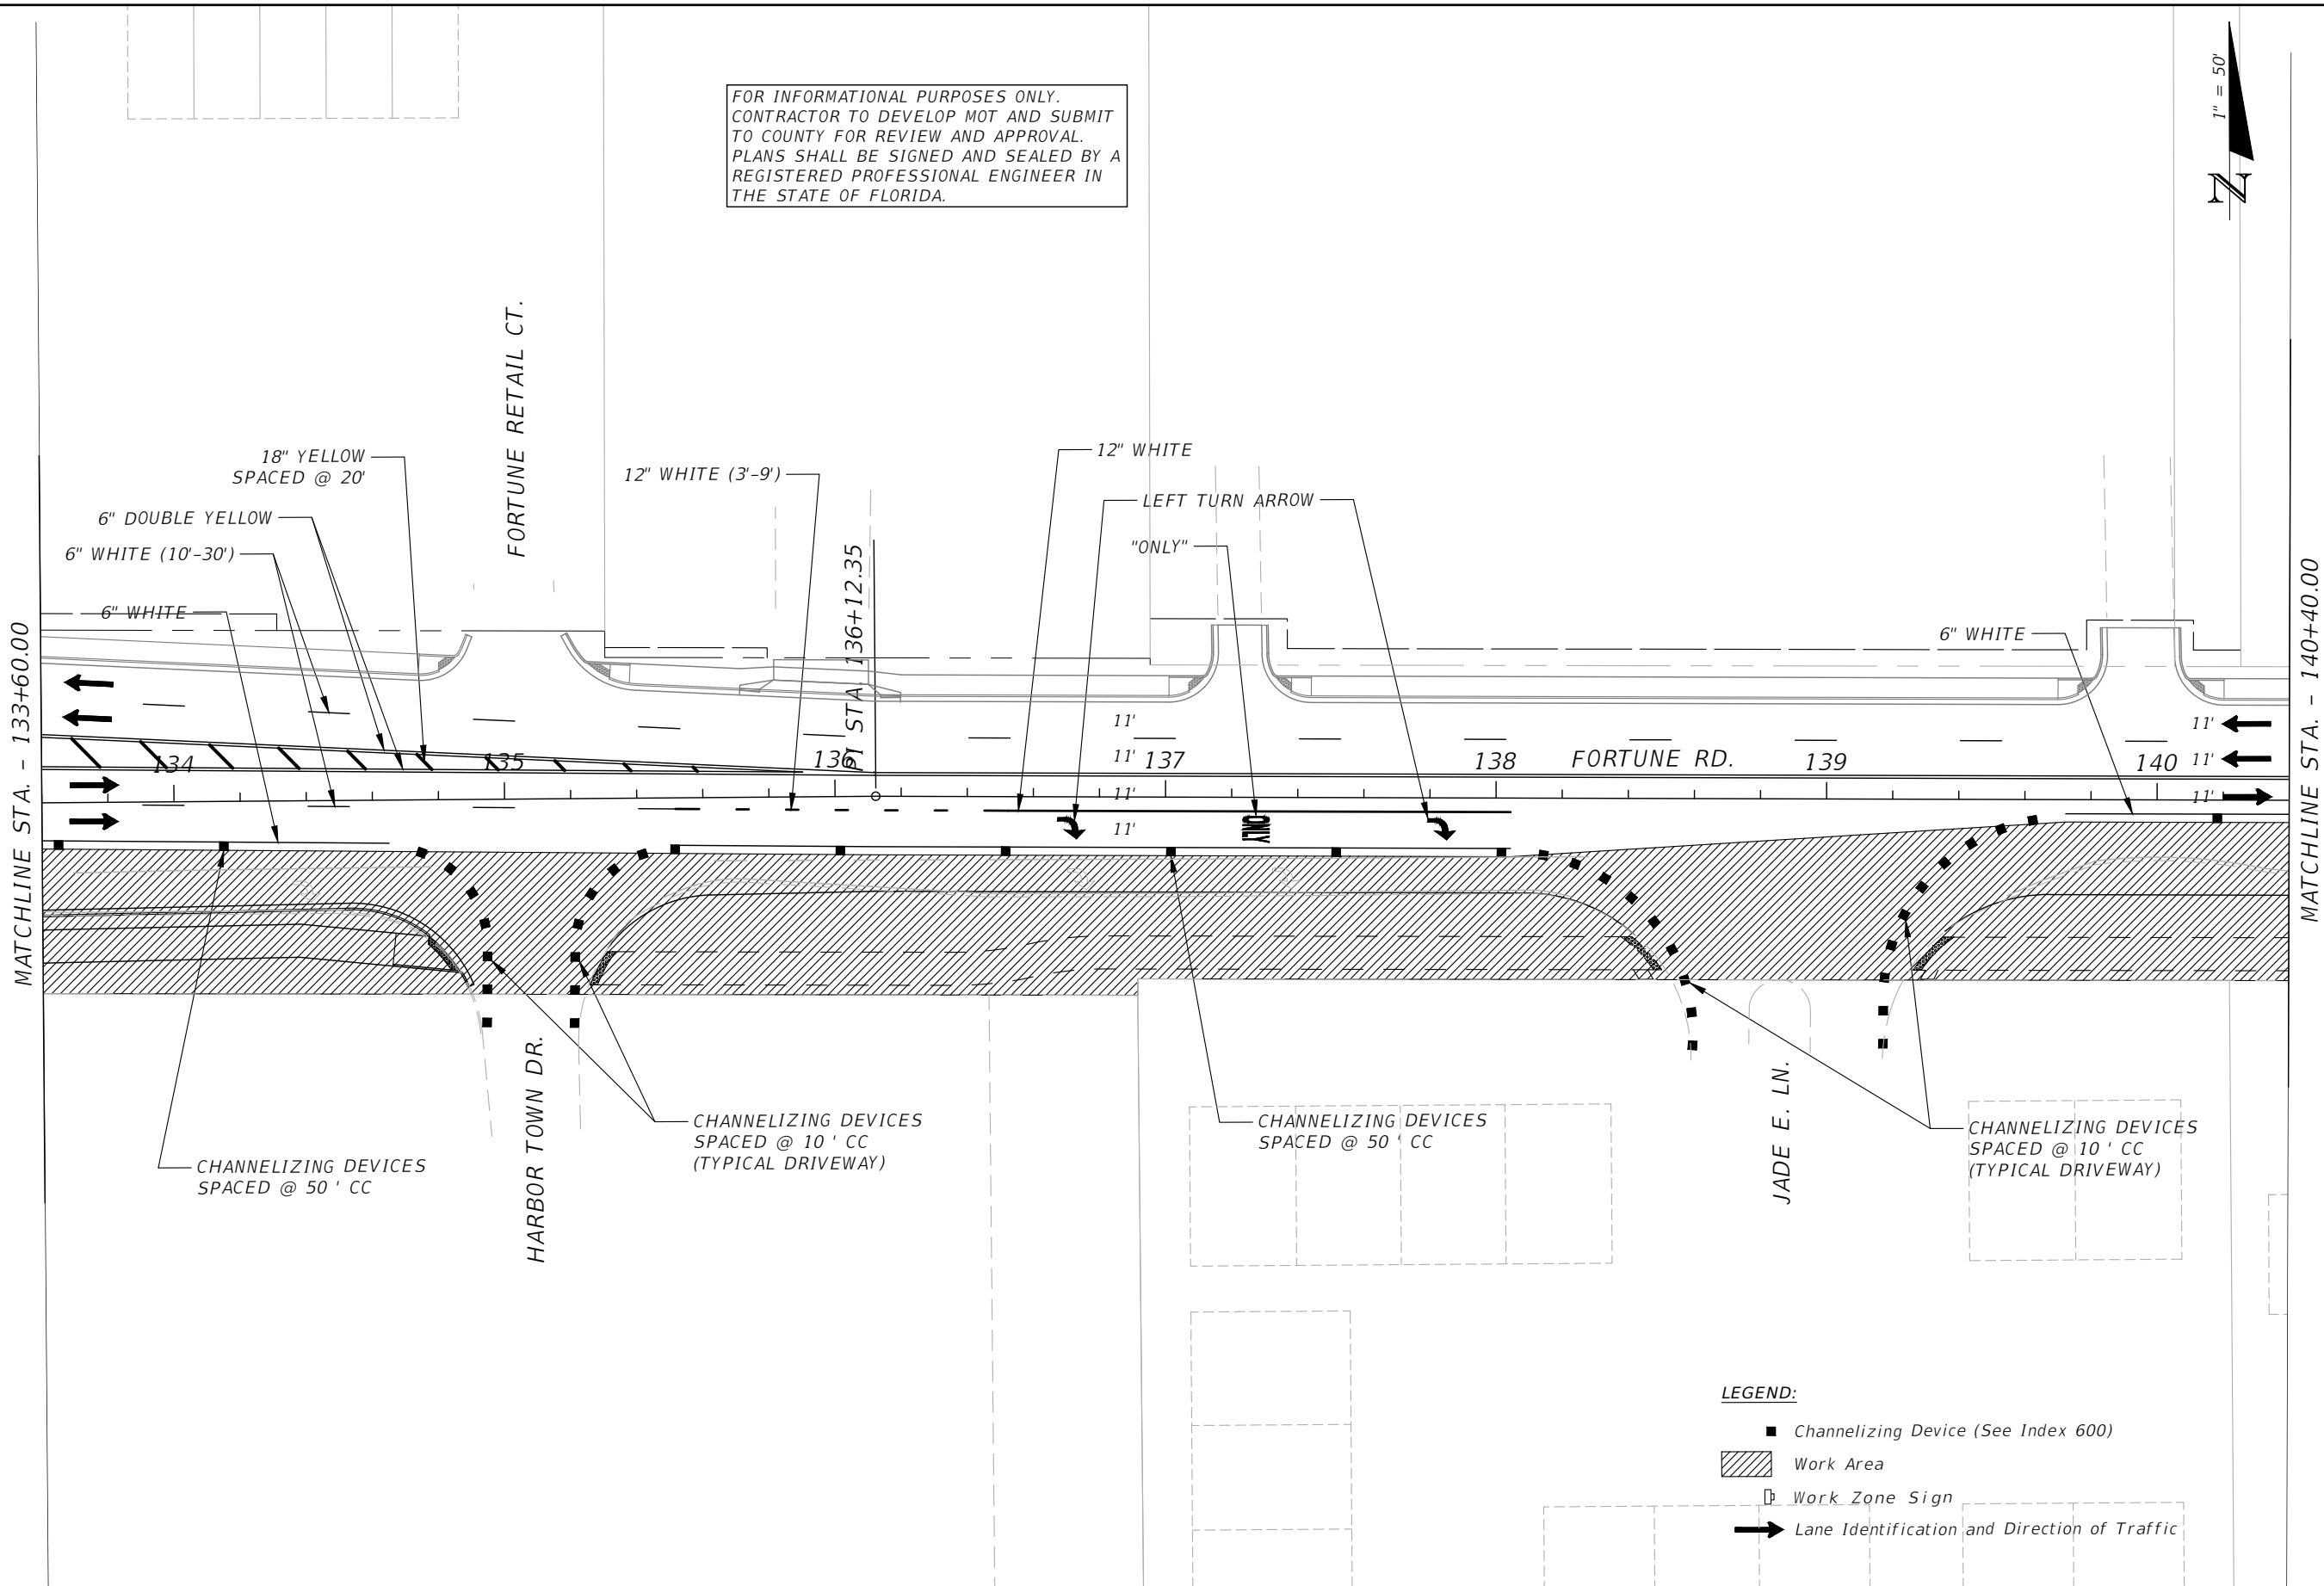 FOR INFORMATIONAL PURPOSES ONLY.
CONTRACTOR TO DEVELOP MOT AND SUBMIT
TO COUNTY FOR REVIEW AND APPROVAL.
PLANS SHALL BE SIGNED AND SEALED BY A
REGISTERED PROFESSIONAL ENGINEER IN
THE STATE OF FLORIDA.
1" = 50'
N
FORTUNE RETAIL CT.
18" YELLOW
SPACED @ 20'
6" DOUBLE YELLOW
6" WHITE (10'-30')
6" WHITE
12" WHITE (3'-9')
12" WHITE
LEFT TURN ARROW
"ONLY"
6" WHITE
PI STA. 136+12.35
MATCHLINE STA. - 133+60.00
MATCHLINE STA. - 140+40.00
134
135
136
137
138
FORTUNE RD.
139
140
11'
11'
11'
11'
11'
11'
11'
ONLY
HARBOR TOWN DR.
JADE E. LN.
CHANNELIZING DEVICES
SPACED @ 50 ' CC
CHANNELIZING DEVICES
SPACED @ 10 ' CC
(TYPICAL DRIVEWAY)
CHANNELIZING DEVICES
SPACED @ 50 ' CC
CHANNELIZING DEVICES
SPACED @ 10 ' CC
(TYPICAL DRIVEWAY)
LEGEND:
Channelizing Device (See Index 600)
Work Area
Work Zone Sign
Lane Identification and Direction of Traffic